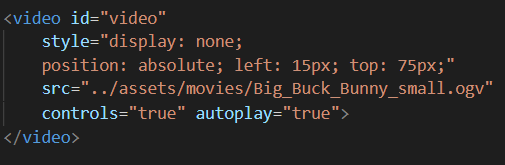 <video id="video"
style="display: none;
position: absolute; left: 15px; top: 75px;"
src="../assets/movies/Big_Buck_Bunny_small.ogv"
controls="true" autoplay="true">
</video>